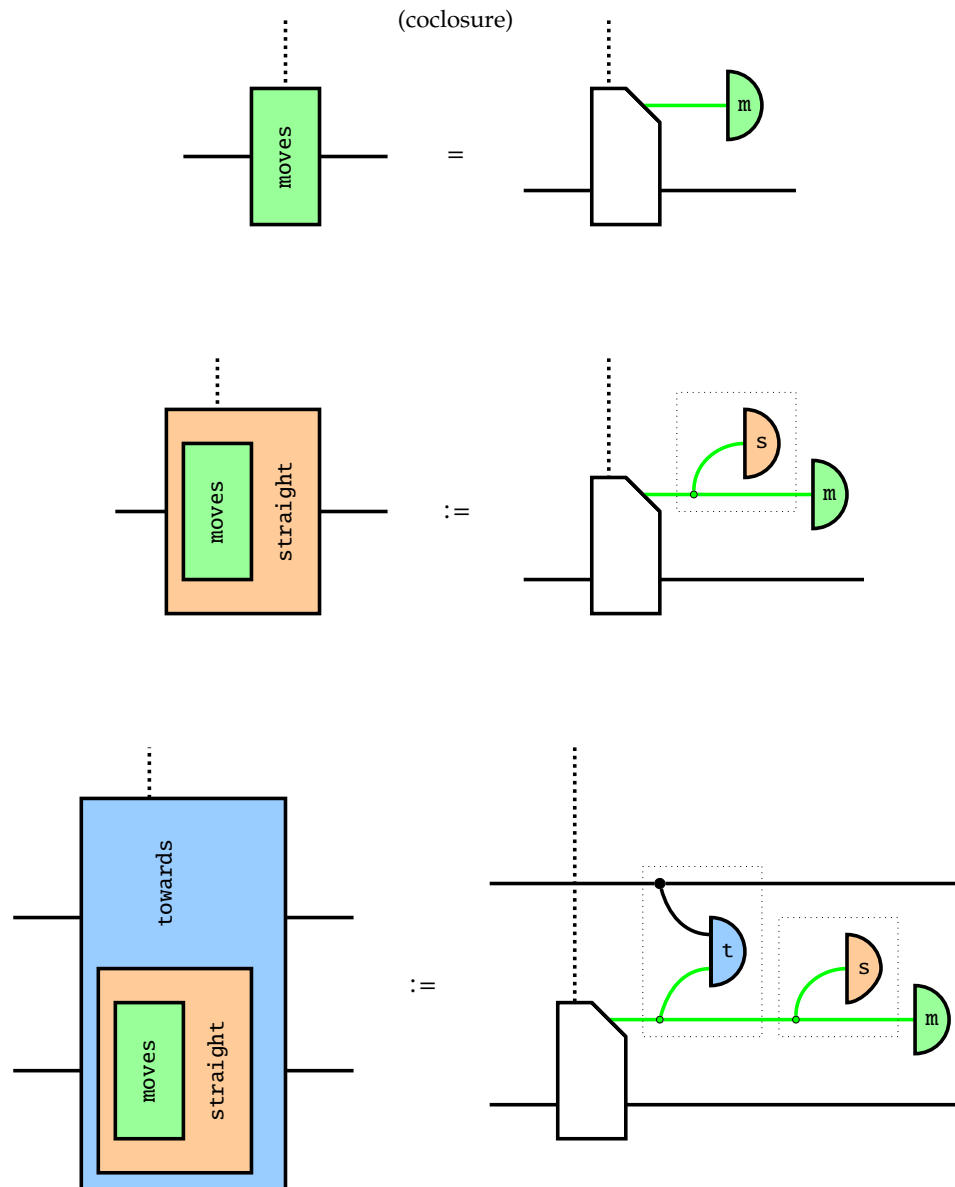 (coclosure)
moves
=
m
moves
straight
:=
s
m
towards
moves
straight
:=
t
s
m